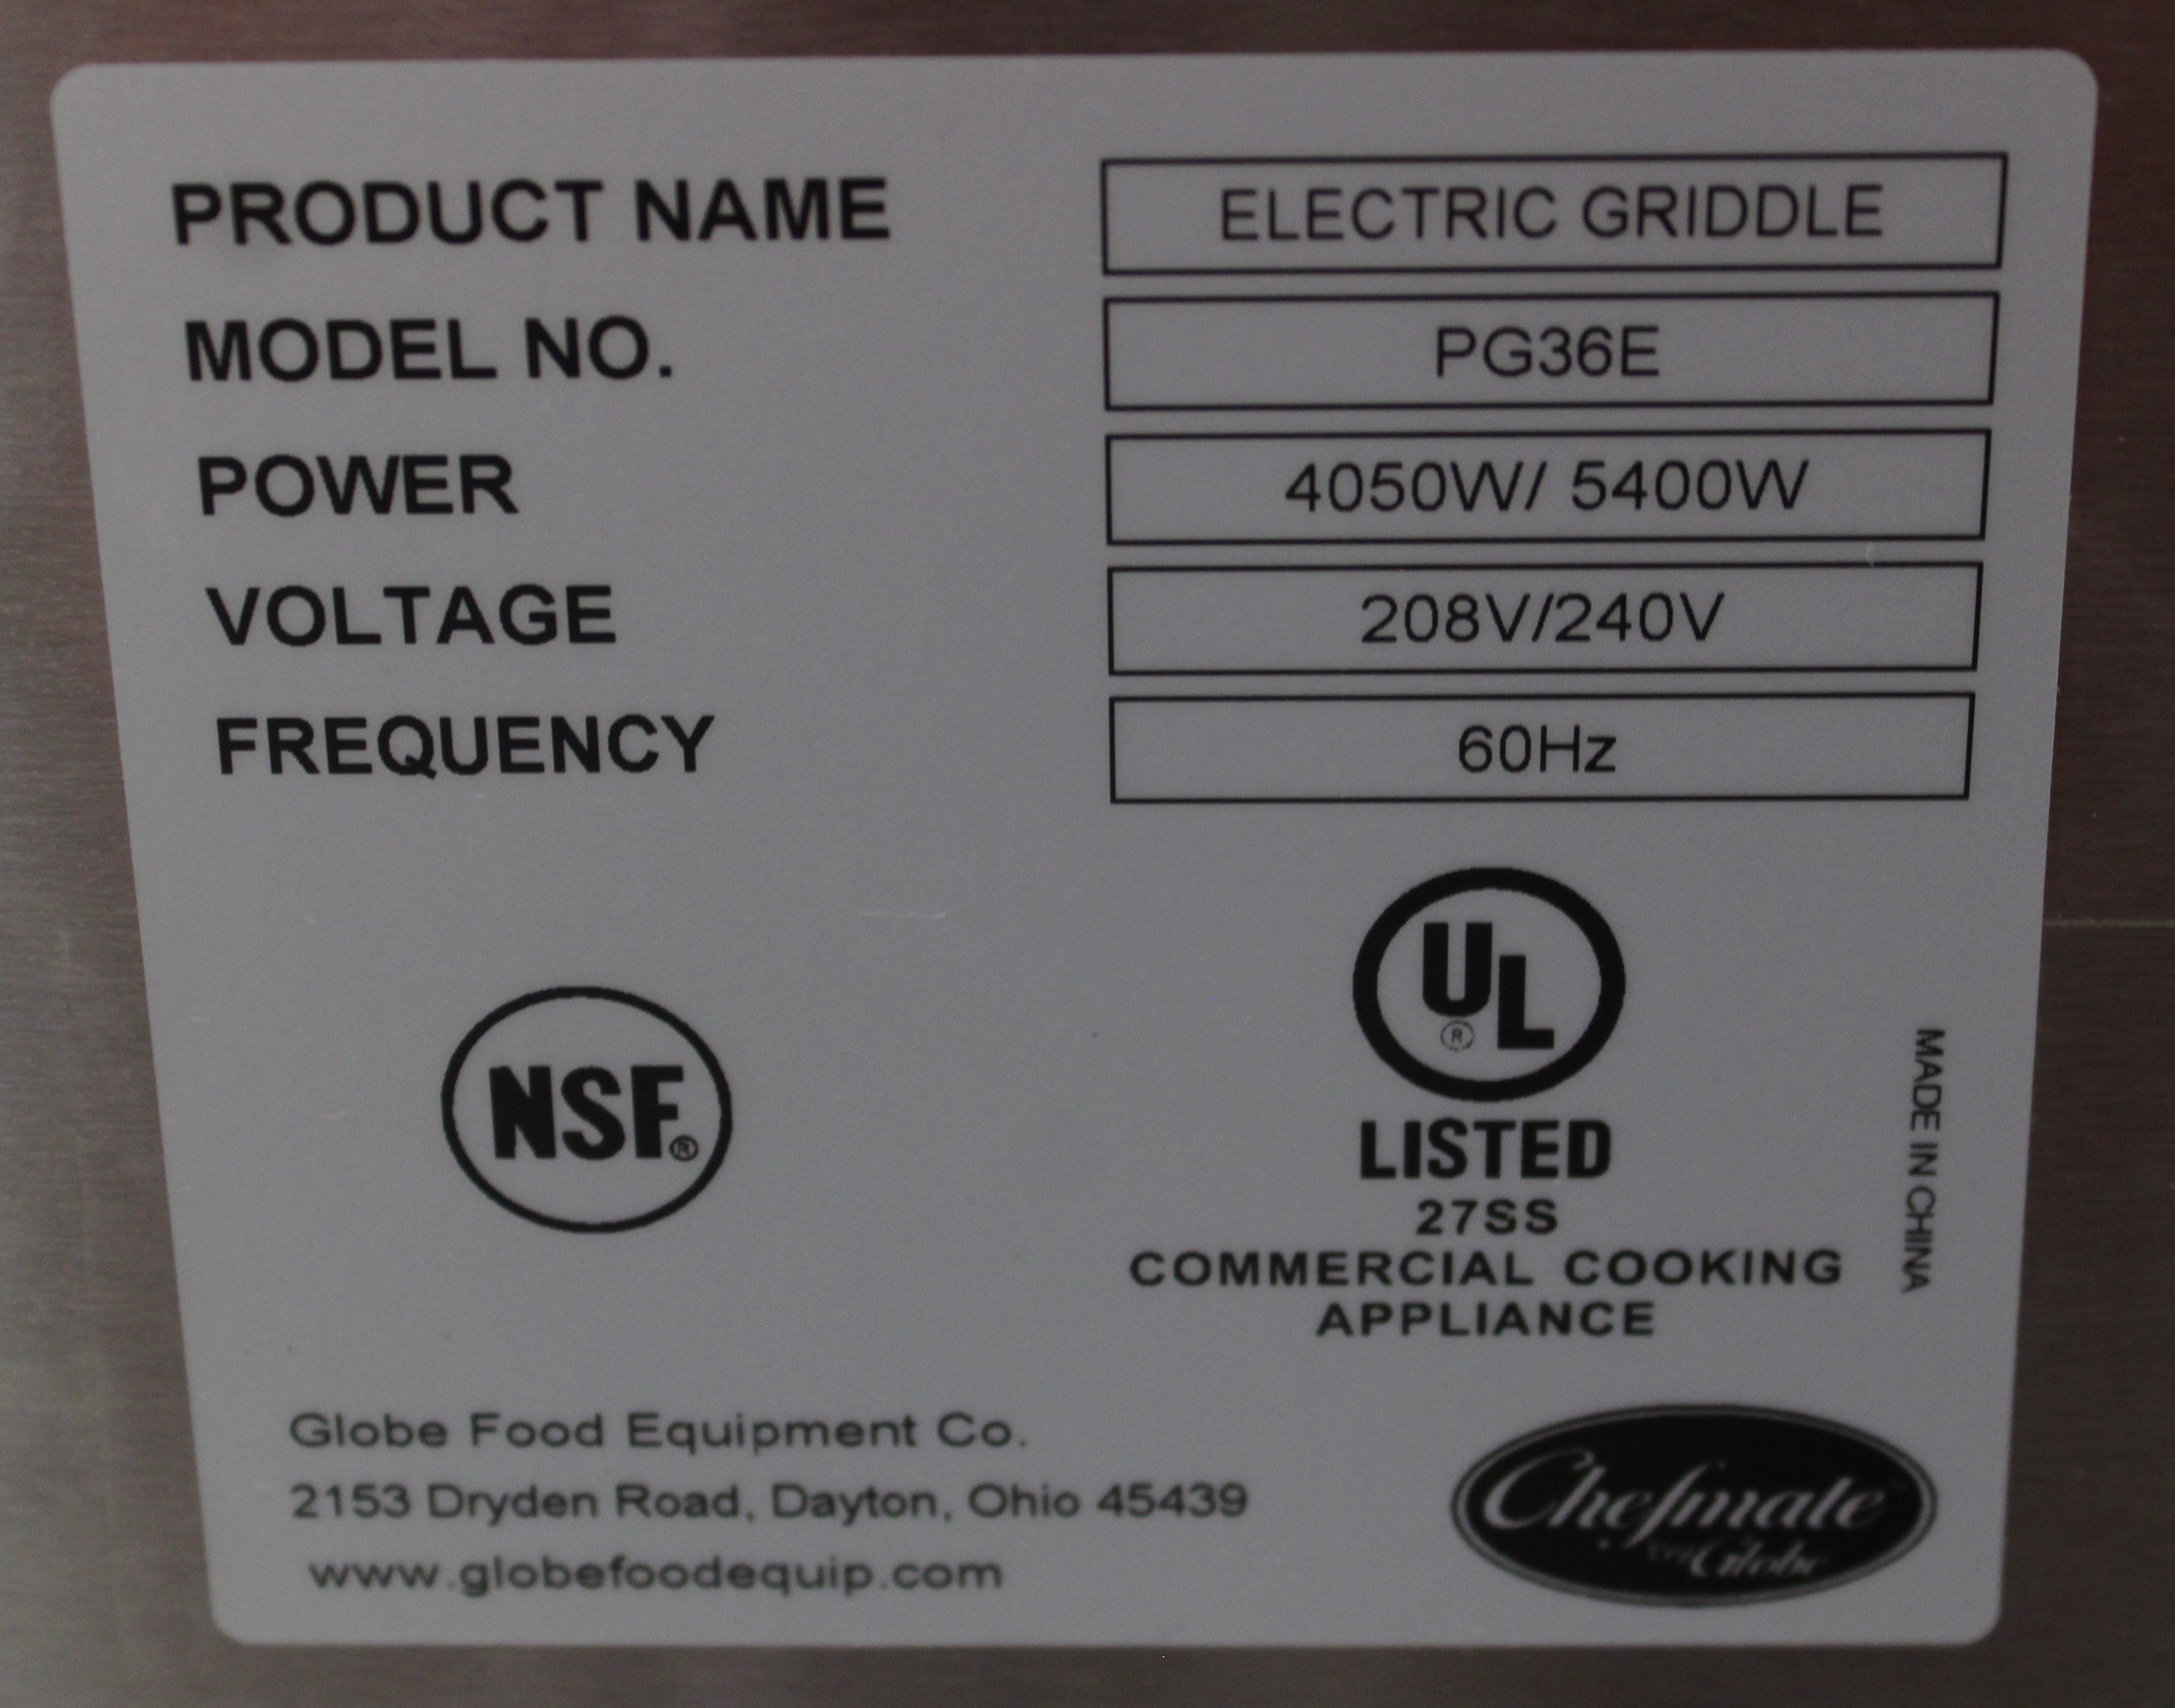 PRODUCT NAME ELECTRIC GRIDDLE
MODEL NO. PG36E
POWER 4050W/ 5400W
VOLTAGE 208V/240V
FREQUENCY 60Hz
NSF®
UL®
LISTED
27SS
COMMERCIAL COOKING
APPLIANCE
MADE IN CHINA
Globe Food Equipment Co.
2153 Dryden Road, Dayton, Ohio 45439
www.globefoodequip.com
Chefmate
Globe